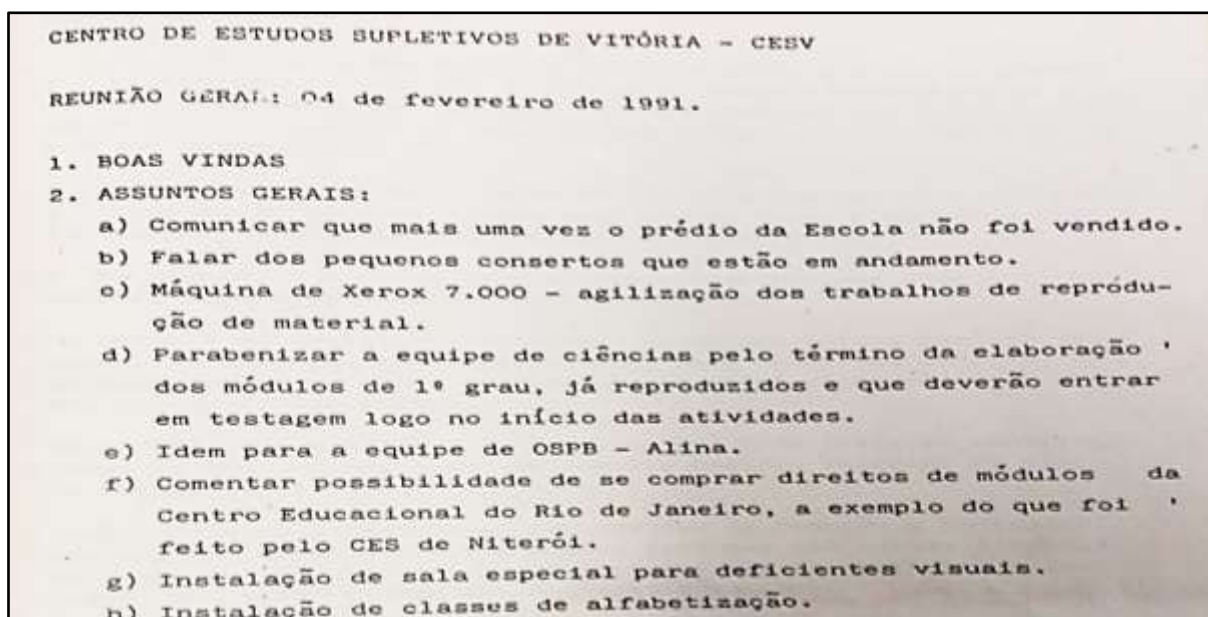 CENTRO DE ESTUDOS SUPLETIVOS DE VITÓRIA - CESV
REUNIÃO GERAL: 04 de fevereiro de 1991.
1. BOAS VINDAS
2. ASSUNTOS GERAIS:
a) Comunicar que mais uma vez o prédio da Escola não foi vendido.
b) Falar dos pequenos consertos que estão em andamento.
c) Máquina de Xerox 7.000 - agilização dos trabalhos de repródu-
ção de material.
d) Parabenizar a equipe de ciências pelo término da elaboração '
dos módulos de 1º grau, já reproduzidos e que deverão entrar
em testagem logo no início das atividades.
e) Idem para a equipe de OSPB - Alina.
f) Comentar possibilidade de se comprar direitos de módulos da
Centro Educacional do Rio de Janeiro, a exemplo do que foi '
feito pelo CES de Niterói.
g) Instalação de sala especial para deficientes visuais.
h) Instalação de classes de alfabetização.